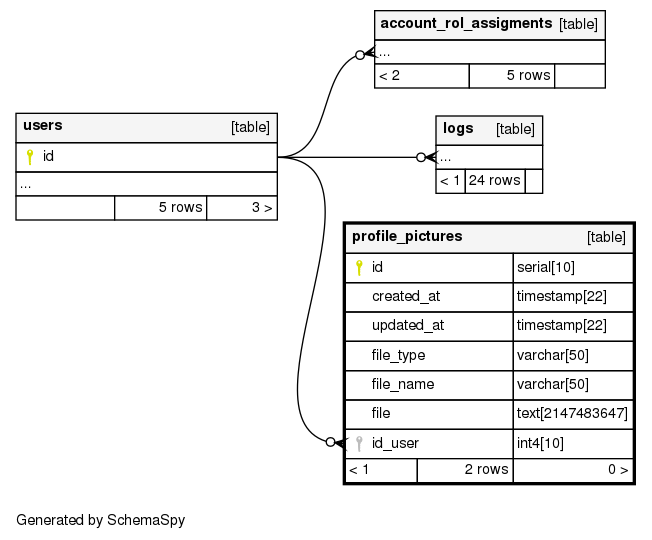 account_rol_assigments [table]
...
< 2 5 rows
users [table]
id
...
5 rows 3 >
logs [table]
...
< 1 24 rows
profile_pictures [table]
id serial[10]
created_at timestamp[22]
updated_at timestamp[22]
file_type varchar[50]
file_name varchar[50]
file text[2147483647]
id_user int4[10]
< 1 2 rows 0 >
Generated by SchemaSpy